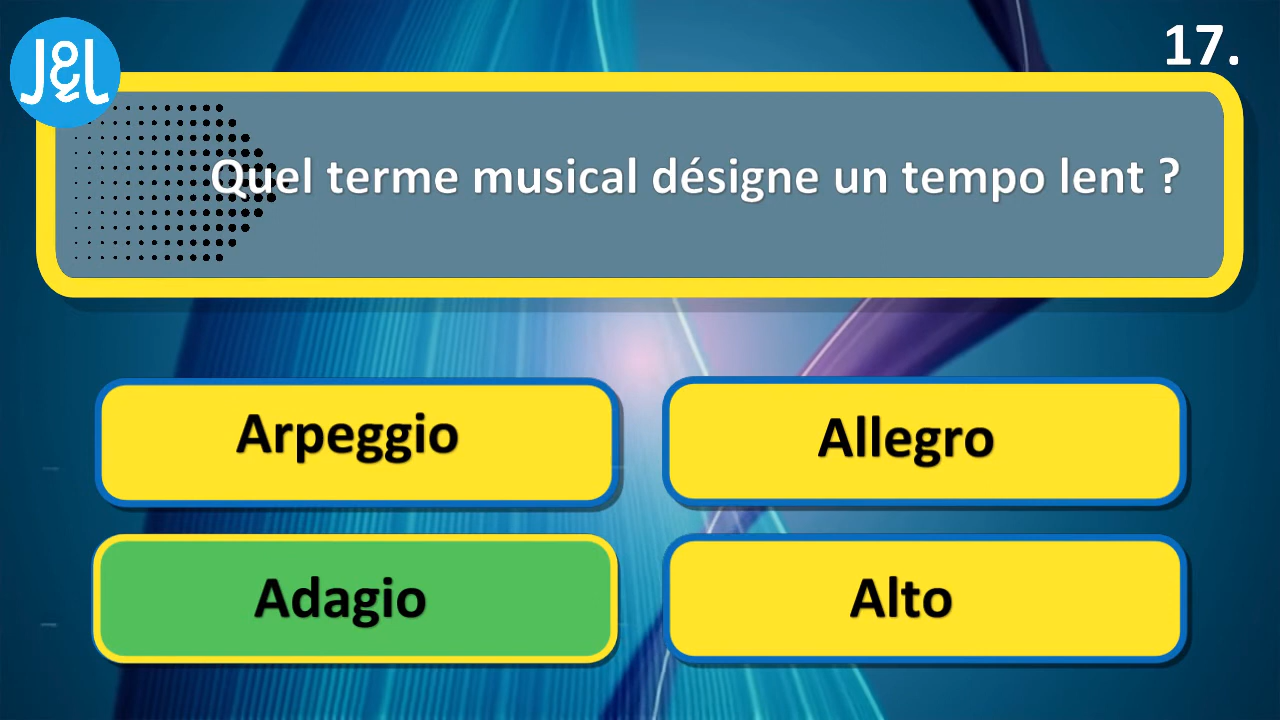 J&L
17.
Quel terme musical désigne un tempo lent ?
Arpeggio
Allegro
Adagio
Alto